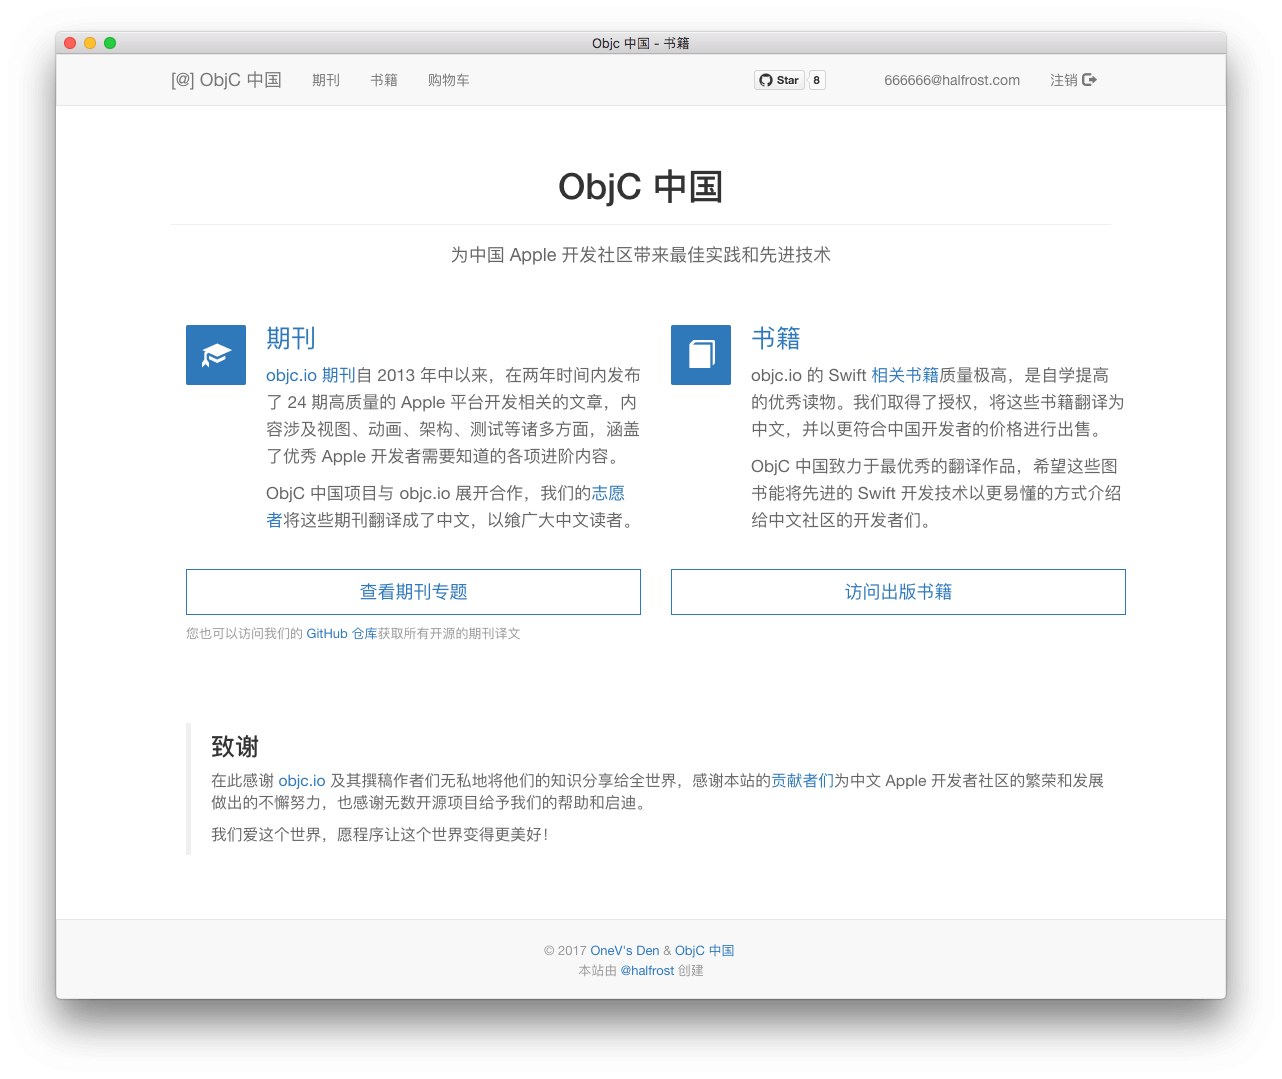 Objc 中国 - 书籍
[@] ObjC 中国 期刊 书籍 购物车 Star 8 666666@halfrost.com 注销
ObjC 中国
为中国 Apple 开发社区带来最佳实践和先进技术
期刊
objc.io 期刊自 2013 年中以来，在两年时间内发布
了 24 期高质量的 Apple 平台开发相关的文章，内
容涉及视图、动画、架构、测试等诸多方面，涵盖
了优秀 Apple 开发者需要知道的各项进阶内容。
ObjC 中国项目与 objc.io 展开合作，我们的志愿
者将这些期刊翻译成了中文，以飨广大中文读者。
查看期刊专题
您也可以访问我们的 GitHub 仓库获取所有开源的期刊译文
书籍
objc.io 的 Swift 相关书籍质量极高，是自学提高
的优秀读物。我们取得了授权，将这些书籍翻译为
中文，并以更符合中国开发者的价格进行出售。
ObjC 中国致力于最优秀的翻译作品，希望这些图
书能将先进的 Swift 开发技术以更易懂的方式介绍
给中文社区的开发者们。
访问出版书籍
致谢
在此感谢 objc.io 及其撰稿作者们无私地将他们的知识分享给全世界，感谢本站的贡献者们为中文 Apple 开发者社区的繁荣和发展
做出的不懈努力，也感谢无数开源项目给予我们的帮助和启迪。
我们爱这个世界，愿程序让这个世界变得更美好！
© 2017 OneV's Den & ObjC 中国
本站由 @halfrost 创建